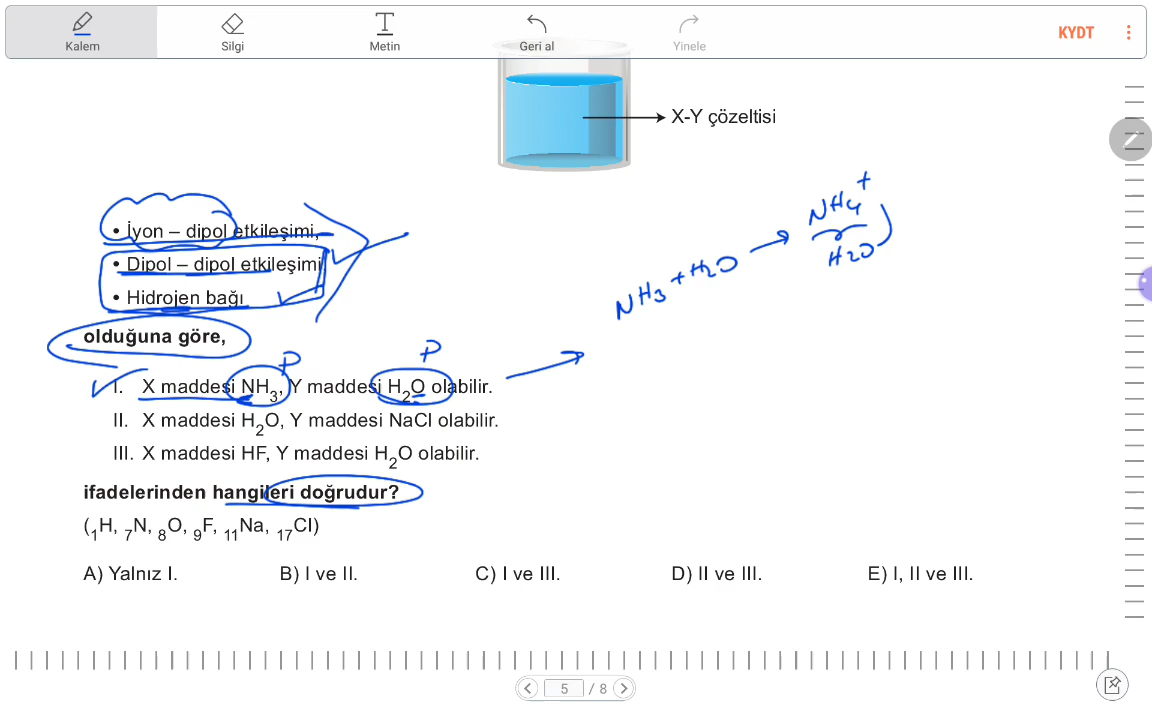 Kalem Silgi Metin Geri al Yinele KYDT
X-Y çözeltisi
• İyon – dipol etkileşimi,
• Dipol – dipol etkileşimi
• Hidrojen bağı
NH₃ + H₂O → NH₄⁺
H₂O
olduğuna göre,
P P
I. X maddesi NH₃, Y maddesi H₂O olabilir.
II. X maddesi H₂O, Y maddesi NaCl olabilir.
III. X maddesi HF, Y maddesi H₂O olabilir.
ifadelerinden hangileri doğrudur?
(₁H, ₇N, ₈O, ₉F, ₁₁Na, ₁₇Cl)
A) Yalnız I. B) I ve II. C) I ve III. D) II ve III. E) I, II ve III.
5 / 8